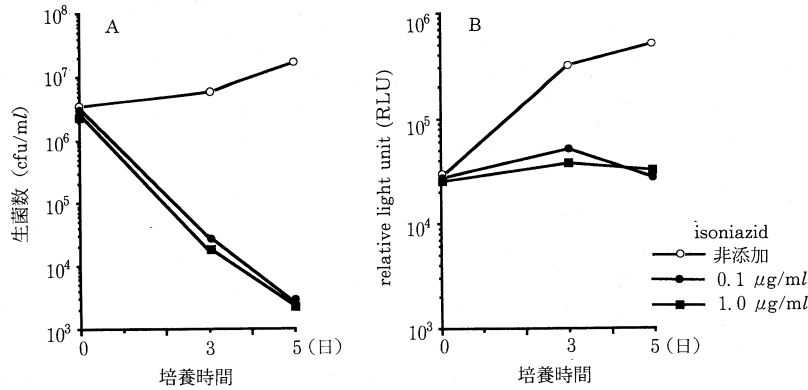 A
10⁸
10⁷
10⁶
10⁵
10⁴
10³
生菌数 (cfu/ml)
0
3
5 (日)
培養時間
B
10⁶
10⁵
10⁴
10³
relative light unit (RLU)
0
3
5 (日)
培養時間
isoniazid
非添加
0.1 μg/ml
1.0 μg/ml